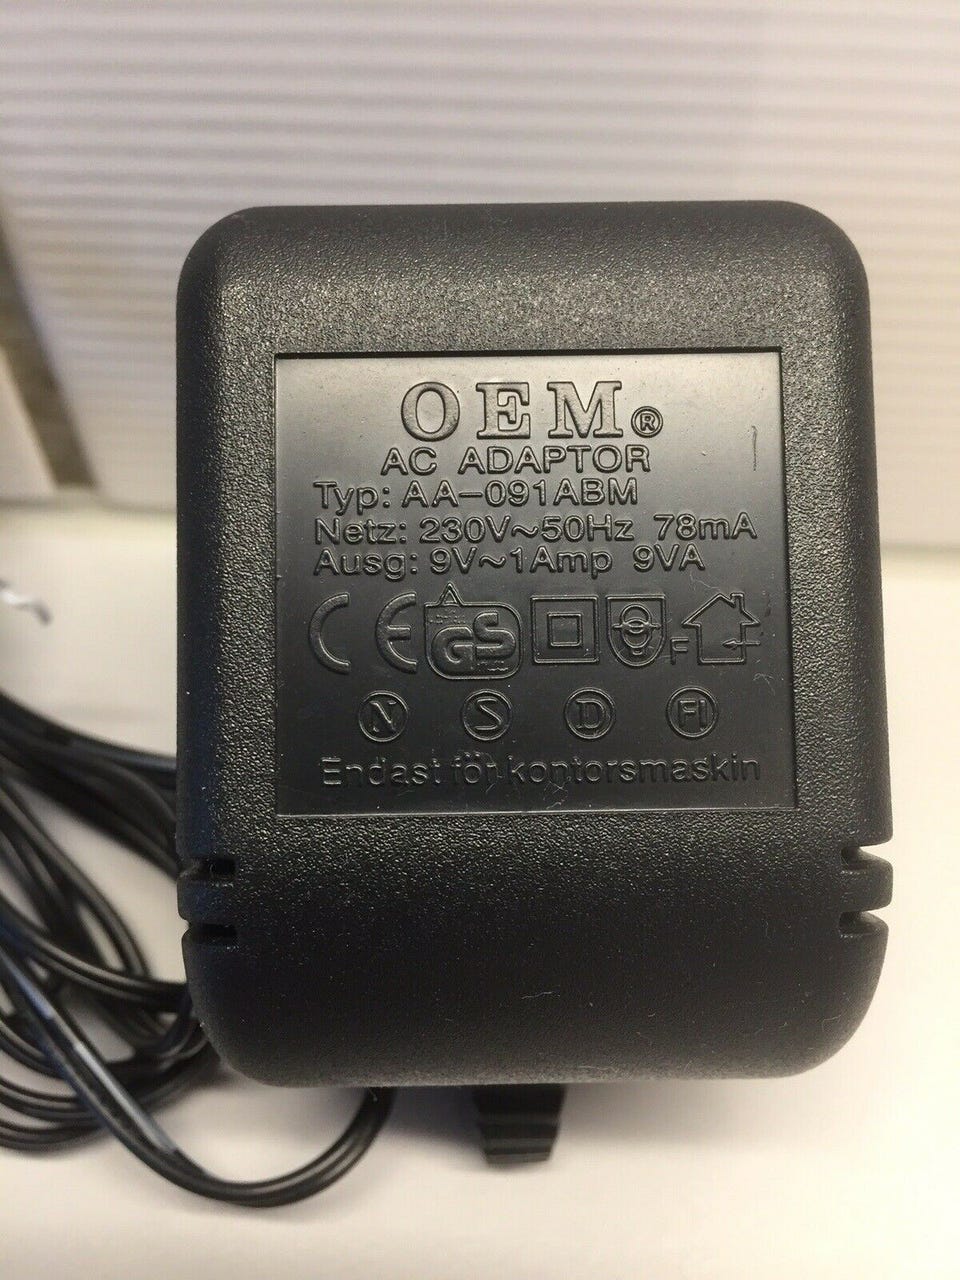 OEM®
AC ADAPTOR
Typ: AA-091ABM
Netz: 230V~50Hz 78mA
Ausg: 9V~1Amp 9VA
CE GS F
N S D FI
Endast för kontorsmaskin